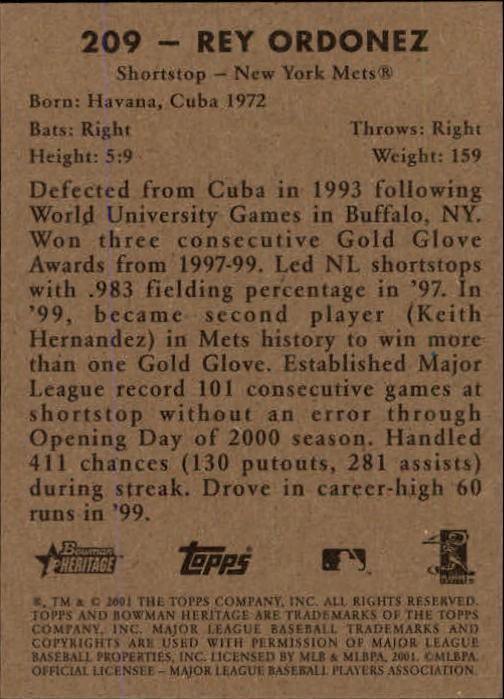 209 – REY ORDONEZ
Shortstop – New York Mets®
Born: Havana, Cuba 1972
Bats: Right Throws: Right
Height: 5:9 Weight: 159
Defected from Cuba in 1993 following
World University Games in Buffalo, NY.
Won three consecutive Gold Glove
Awards from 1997-99. Led NL shortstops
with .983 fielding percentage in '97. In
'99, became second player (Keith
Hernandez) in Mets history to win more
than one Gold Glove. Established Major
League record 101 consecutive games at
shortstop without an error through
Opening Day of 2000 season. Handled
411 chances (130 putouts, 281 assists)
during streak. Drove in career-high 60
runs in '99.
Bowman HERITAGE Topps
®, TM & © 2001 THE TOPPS COMPANY, INC. ALL RIGHTS RESERVED.
TOPPS AND BOWMAN HERITAGE ARE TRADEMARKS OF THE TOPPS
COMPANY, INC. MAJOR LEAGUE BASEBALL TRADEMARKS AND
COPYRIGHTS ARE USED WITH PERMISSION OF MAJOR LEAGUE
BASEBALL PROPERTIES, INC. LICENSED BY MLB & MLBPA, 2001. ©MLBPA
OFFICIAL LICENSEE – MAJOR LEAGUE BASEBALL PLAYERS ASSOCIATION.